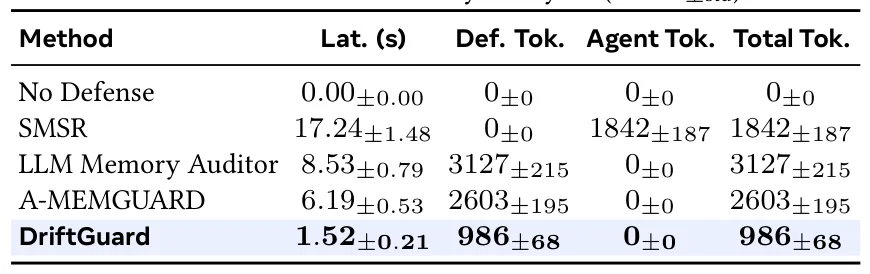 Method Lat. (s) Def. Tok. Agent Tok. Total Tok.
No Defense 0.00±0.00 0±0 0±0 0±0
SMSR 17.24±1.48 0±0 1842±187 1842±187
LLM Memory Auditor 8.53±0.79 3127±215 0±0 3127±215
A-MEMGUARD 6.19±0.53 2603±195 0±0 2603±195
DriftGuard 1.52±0.21 986±68 0±0 986±68